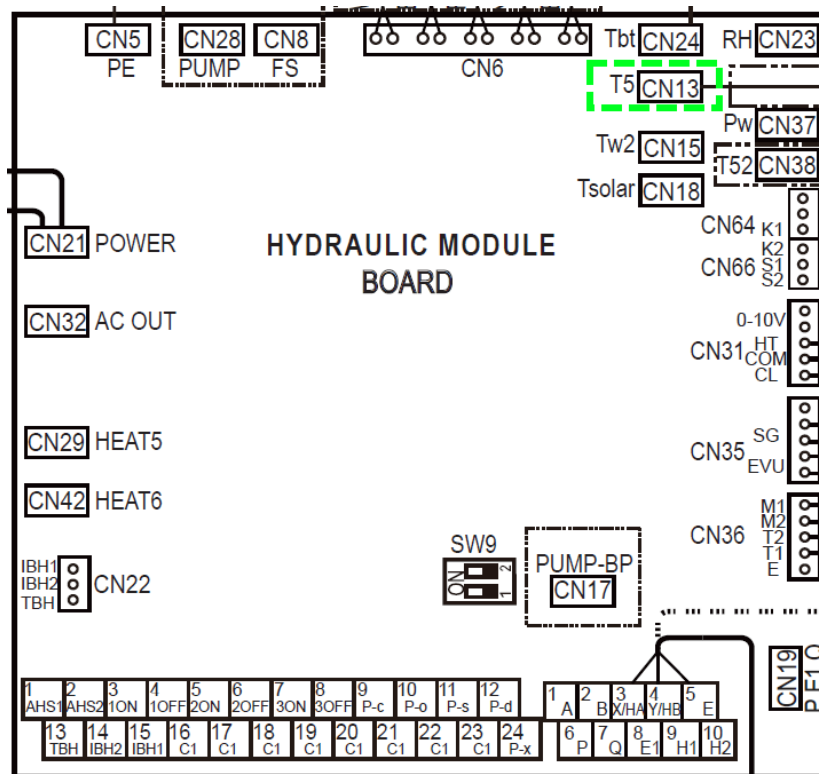 CN5 CN28 CN8 Tbt CN24 RH CN23
PE PUMP FS CN6
T5 CN13
Pw CN37
Tw2 CN15
T52 CN38
Tsolar CN18
CN64 K1
K2
CN66 S1
S2
CN21 POWER
HYDRAULIC MODULE
BOARD
CN32 AC OUT
0-10V
HT
CN31 COM
CL
CN29 HEAT5
SG
CN35
EVU
CN42 HEAT6
M1
M2
CN36 T2
T1
E
SW9
ON
2
1
PUMP-BP
CN17
IBH1
IBH2 CN22
TBH
CN19
1 2 3 4 5 6 7 8 9 10 11 12
AHS1 AHS2 1ON 1OFF 2ON 2OFF 3ON 3OFF P-c P-o P-s P-d
13 14 15 16 17 18 19 20 21 22 23 24
TBH IBH2 IBH1 C1 C1 C1 C1 C1 C1 C1 C1 P-x
1 2 3 4 5
A B X/HA Y/HB E
6 7 8 9 10
P Q E1 H1 H2